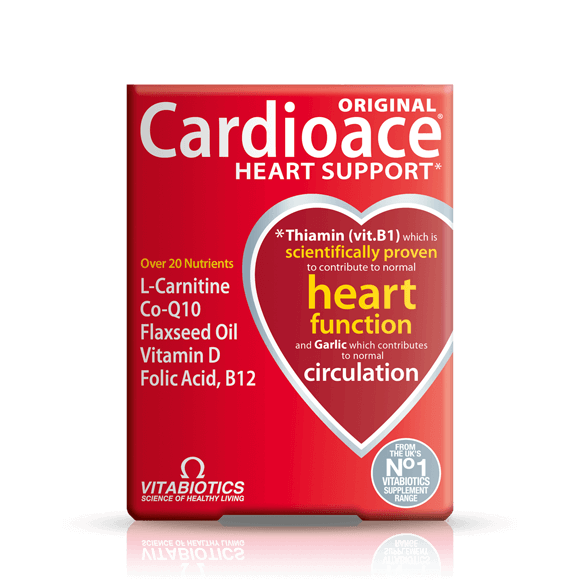 ORIGINAL
Cardioace®
HEART SUPPORT*
*Thiamin (vit.B1) which is
scientifically proven
to contribute to normal
heart
function
and Garlic which contributes
to normal
circulation
Over 20 Nutrients
L-Carnitine
Co-Q10
Flaxseed Oil
Vitamin D
Folic Acid, B12
VITABIOTICS
SCIENCE OF HEALTHY LIVING
FROM
THE UK'S
Nº1
VITABIOTICS
SUPPLEMENT
RANGE